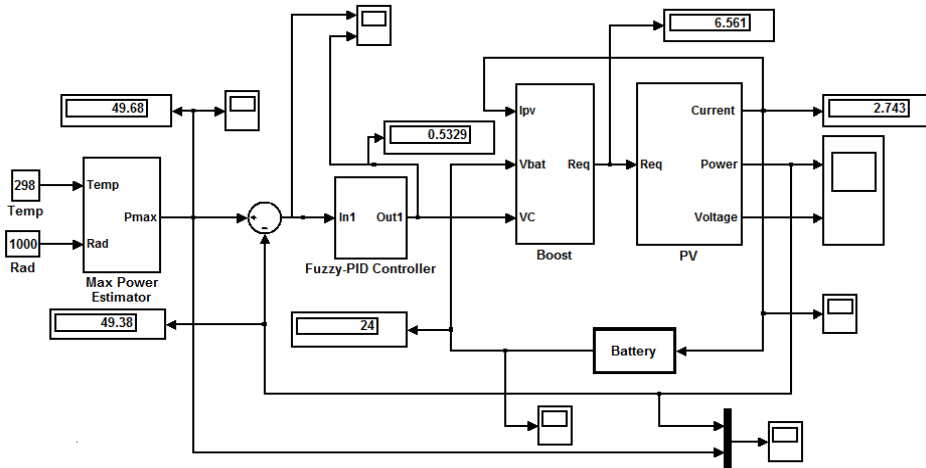 6.561
49.68
0.5329
Ipv
Vbat
VC
Req
Boost
Req
Current
Power
Voltage
PV
2.743
298
Temp
1000
Rad
Temp
Rad
Pmax
Max Power
Estimator
+
-
In1
Out1
Fuzzy-PID Controller
49.38
24
Battery